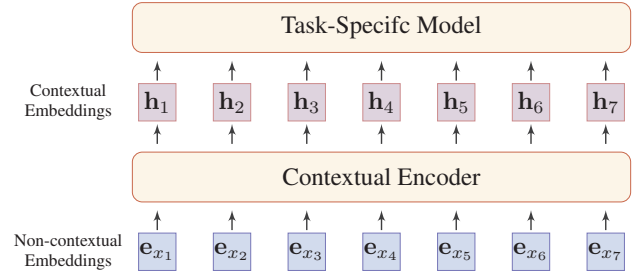 Task-Specifc Model
Contextual
Embeddings
h₁ h₂ h₃ h₄ h₅ h₆ h₇
Contextual Encoder
Non-contextual
Embeddings
eₓ₁ eₓ₂ eₓ₃ eₓ₄ eₓ₅ eₓ₆ eₓ₇